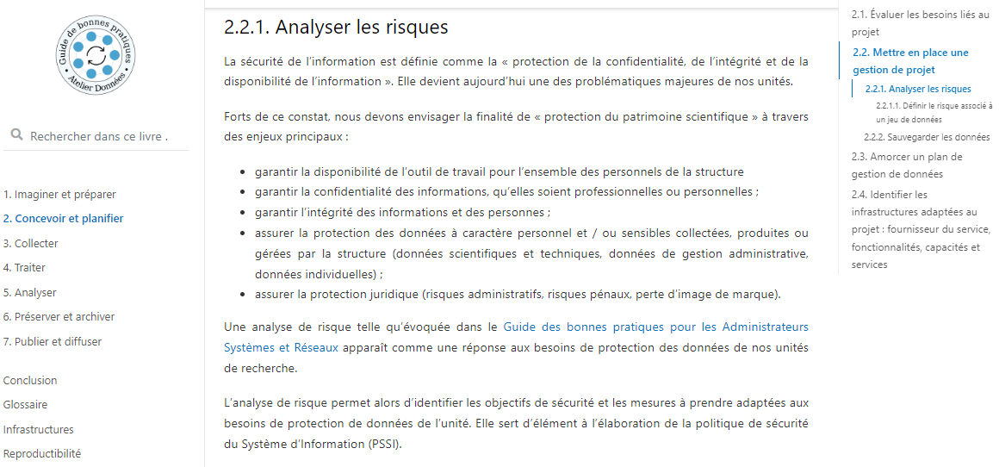 Guide de bonnes pratiques
• Atelier Données •
Rechercher dans ce livre .
1. Imaginer et préparer
2. Concevoir et planifier
3. Collecter
4. Traiter
5. Analyser
6. Préserver et archiver
7. Publier et diffuser
Conclusion
Glossaire
Infrastructures
Reproductibilité
2.2.1. Analyser les risques
La sécurité de l'information est définie comme la « protection de la confidentialité, de l'intégrité et de la
disponibilité de l'information ». Elle devient aujourd'hui une des problématiques majeures de nos unités.
Forts de ce constat, nous devons envisager la finalité de « protection du patrimoine scientifique » à travers
des enjeux principaux :
• garantir la disponibilité de l'outil de travail pour l'ensemble des personnels de la structure
• garantir la confidentialité des informations, qu'elles soient professionnelles ou personnelles ;
• garantir l'intégrité des informations et des personnes ;
• assurer la protection des données à caractère personnel et / ou sensibles collectées, produites ou
gérées par la structure (données scientifiques et techniques, données de gestion administrative,
données individuelles) ;
• assurer la protection juridique (risques administratifs, risques pénaux, perte d'image de marque).
Une analyse de risque telle qu'évoquée dans le Guide des bonnes pratiques pour les Administrateurs
Systèmes et Réseaux apparaît comme une réponse aux besoins de protection des données de nos unités
de recherche.
L'analyse de risque permet alors d'identifier les objectifs de sécurité et les mesures à prendre adaptées aux
besoins de protection de données de l'unité. Elle sert d'élément à l'élaboration de la politique de sécurité
du Système d'Information (PSSI).
2.1. Évaluer les besoins liés au
projet
2.2. Mettre en place une
gestion de projet
2.2.1. Analyser les risques
2.2.1.1. Définir le risque associé à
un jeu de données
2.2.2. Sauvegarder les données
2.3. Amorcer un plan de
gestion de données
2.4. Identifier les
infrastructures adaptées au
projet : fournisseur du service,
fonctionnalités, capacités et
services